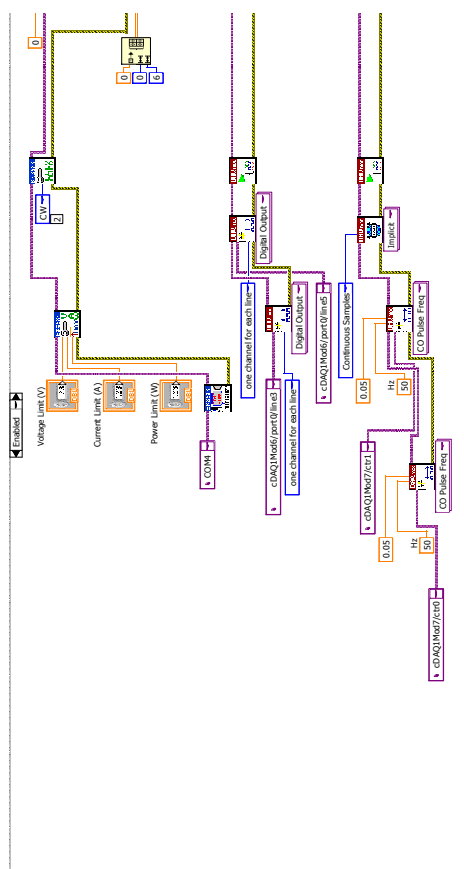 Enabled
Voltage Limit (V)
Current Limit (A)
Power Limit (W)
COM4
CW
2
0
0
0
6
cDAQ1Mod6/port0/line3
one channel for each line
Digital Output
cDAQ1Mod6/port0/line5
one channel for each line
Digital Output
cDAQ1Mod7/ctr0
0.05
Hz
50
CO Pulse Freq
cDAQ1Mod7/ctr1
0.05
Hz
50
CO Pulse Freq
Continuous Samples
Implicit